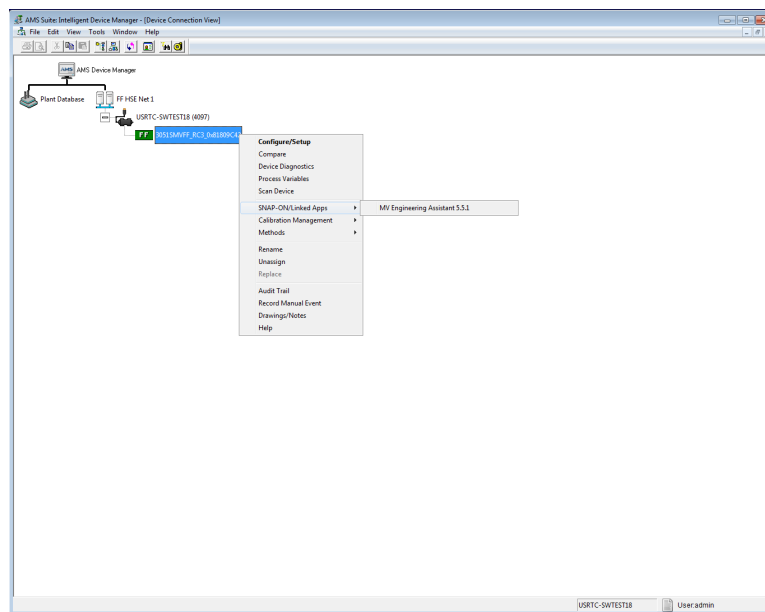 AMS Suite: Intelligent Device Manager - [Device Connection View]
File Edit View Tools Window Help
AMS AMS Device Manager
Plant Database
FF HSE Net 1
USRTC-SWTEST18 (4097)
FF
Configure/Setup
Compare
Device Diagnostics
Process Variables
Scan Device
SNAP-ON/Linked Apps
MV Engineering Assistant 5.5.1
Calibration Management
Methods
Rename
Unassign
Replace
Audit Trail
Record Manual Event
Drawings/Notes
Help
USRTC-SWTEST18
User:admin